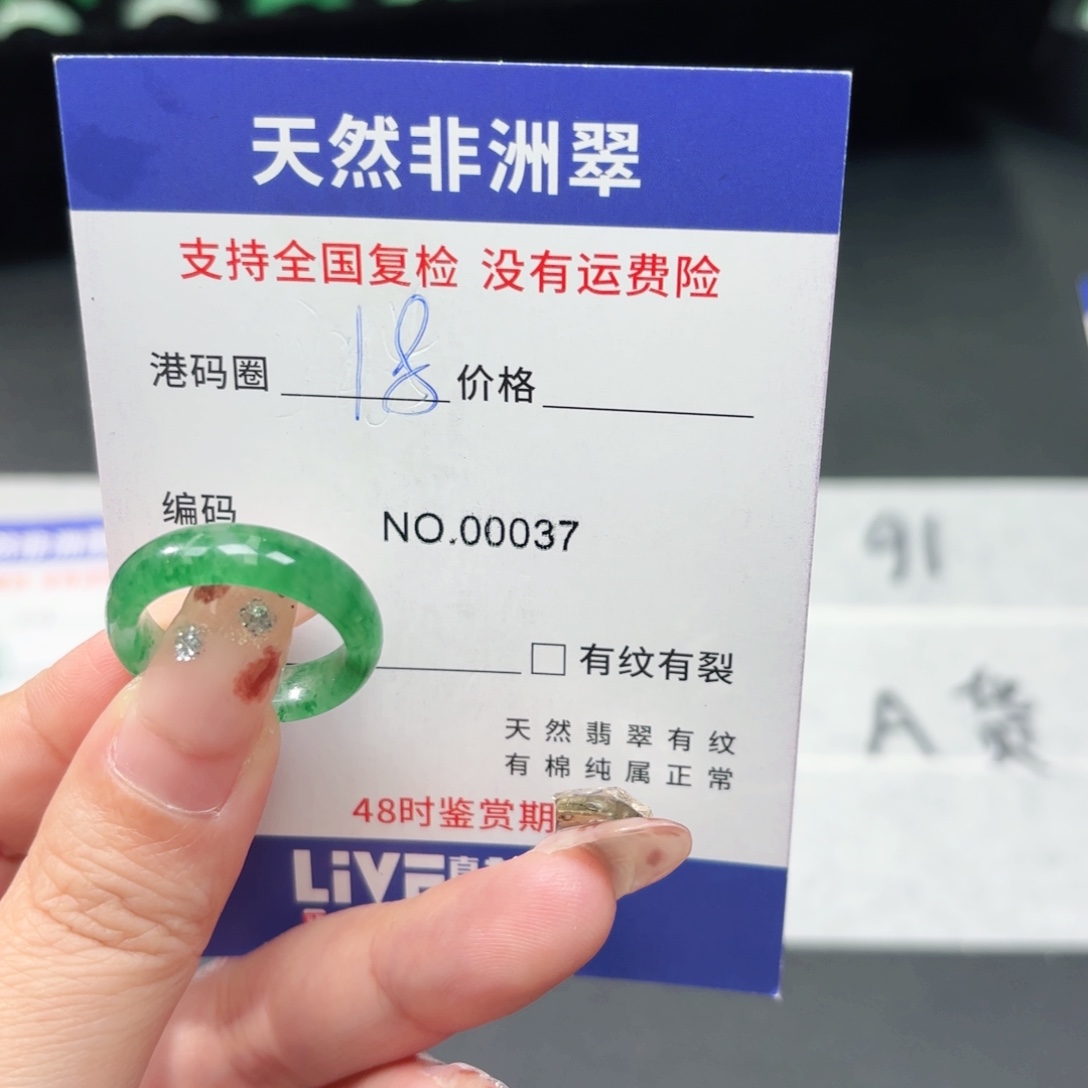 天然非洲翠
支持全国复检 没有运费险
港码圈 18 价格
编码 NO.00037
有纹有裂
天然翡翠有纹
有棉纯属正常
48时鉴赏期
LiVE
91
A货